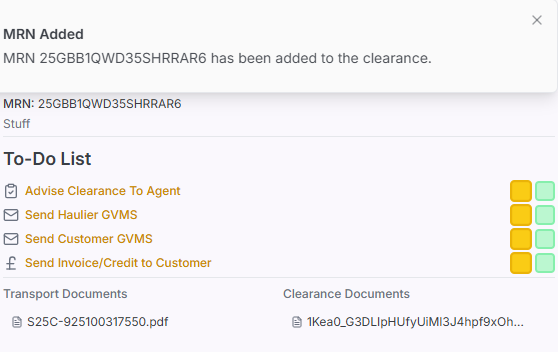 MRN Added
MRN 25GBB1QWD35SHRRAR6 has been added to the clearance.
MRN: 25GBB1QWD35SHRRAR6
Stuff
To-Do List
Advise Clearance To Agent
Send Haulier GVMS
Send Customer GVMS
£ Send Invoice/Credit to Customer
Transport Documents Clearance Documents
S25C-925100317550.pdf 1Kea0_G3DLIpHUfyUiMl3J4hpf9xOh...